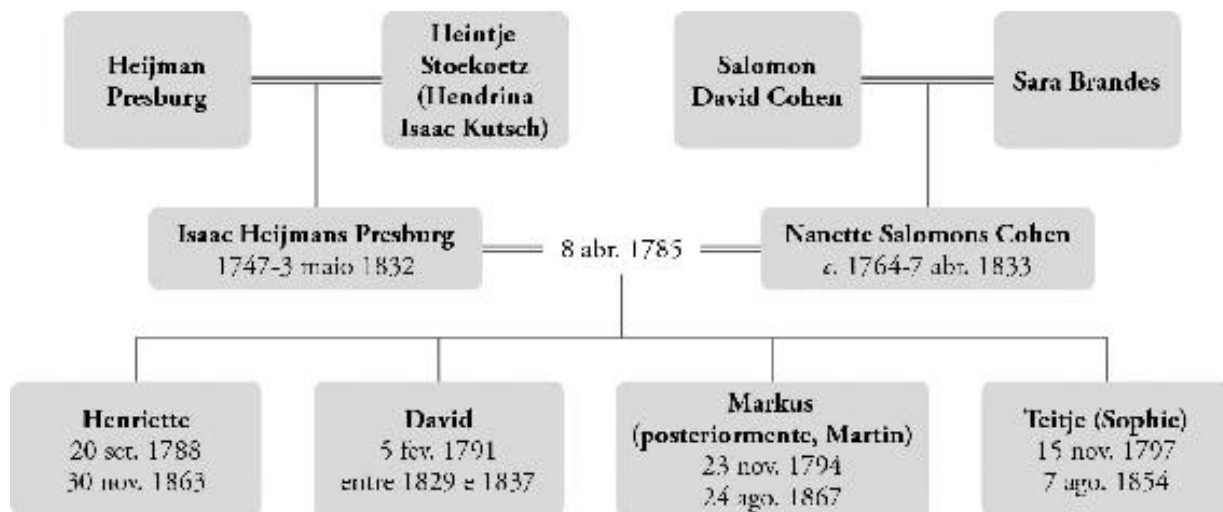 Heijman
Presburg
Heintje
Stoekoetz
(Hendrina
Isaac Kutsch)
Salomon
David Cohen
Sara Brandes
Isaac Heijmans Presburg
1747-3 maio 1832
8 abr. 1785
Nanette Salomons Cohen
c. 1764-7 abr. 1833
Henriette
20 set. 1788
30 nov. 1863
David
5 fev. 1791
entre 1829 e 1837
Markus
(posteriormente, Martin)
23 nov. 1794
24 ago. 1867
Teitje (Sophie)
15 nov. 1797
7 ago. 1854